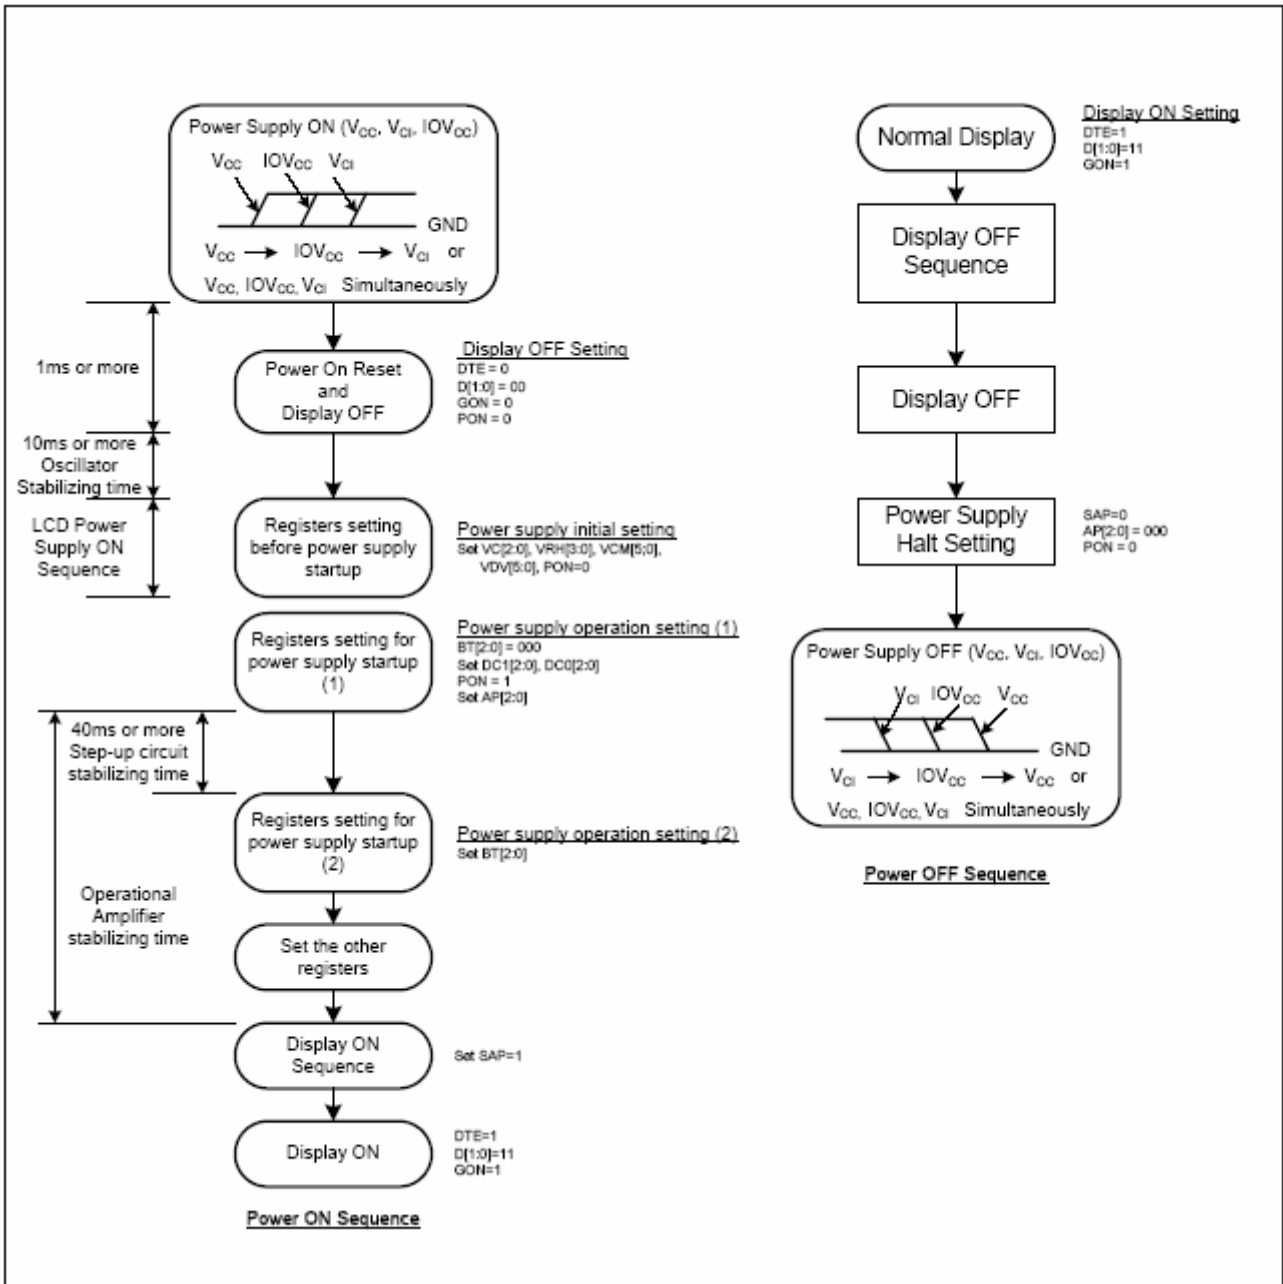 Power Supply ON (VCC, VCI, IOVCC)
VCC IOVCC VCI
GND
VCC → IOVCC → VCI or
VCC, IOVCC, VCI Simultaneously
1ms or more
Power On Reset
and
Display OFF
Display OFF Setting
DTE = 0
D[1:0] = 00
GON = 0
PON = 0
10ms or more
Oscillator
Stabilizing time
LCD Power
Supply ON
Sequence
Registers setting
before power supply
startup
Power supply initial setting
Set VC[2:0], VRH[3:0], VCM[5;0],
VDV[5:0], PON=0
Registers setting for
power supply startup
(1)
Power supply operation setting (1)
BT[2:0] = 000
Set DC1[2:0], DC0[2:0]
PON = 1
Set AP[2:0]
40ms or more
Step-up circuit
stabilizing time
Registers setting for
power supply startup
(2)
Power supply operation setting (2)
Set BT[2:0]
Operational
Amplifier
stabilizing time
Set the other
registers
Display ON
Sequence
Set SAP=1
Display ON
DTE=1
D[1:0]=11
GON=1
Power ON Sequence
Normal Display
Display ON Setting
DTE=1
D[1:0]=11
GON=1
Display OFF
Sequence
Display OFF
Power Supply
Halt Setting
SAP=0
AP[2:0] = 000
PON = 0
Power Supply OFF (VCC, VCI, IOVCC)
VCI IOVCC VCC
GND
VCI → IOVCC → VCC or
VCC, IOVCC, VCI Simultaneously
Power OFF Sequence